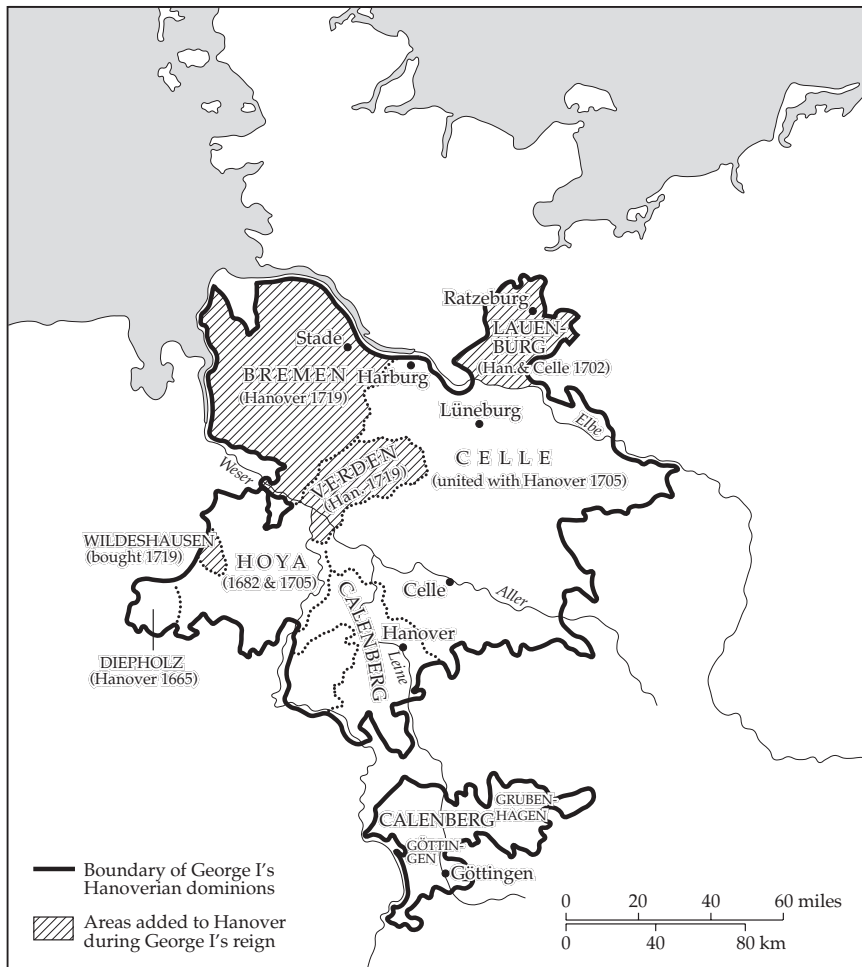 Ratzeburg
LAUEN-
BURG
(Han.& Celle 1702)
Stade
Harburg
BREMEN
(Hanover 1719)
Lüneburg
Elbe
CELLE
(united with Hanover 1705)
VERDEN
(Han. 1719)
Weser
WILDESHAUSEN
(bought 1719)
HOYA
(1682 & 1705)
Celle
Aller
CALENBERG
Hanover
Leine
DIEPHOLZ
(Hanover 1665)
GRUBEN-
HAGEN
CALENBERG
GÖTTIN-
GEN
Göttingen
Boundary of George I's
Hanoverian dominions
Areas added to Hanover
during George I's reign
0 20 40 60 miles
0 40 80 km